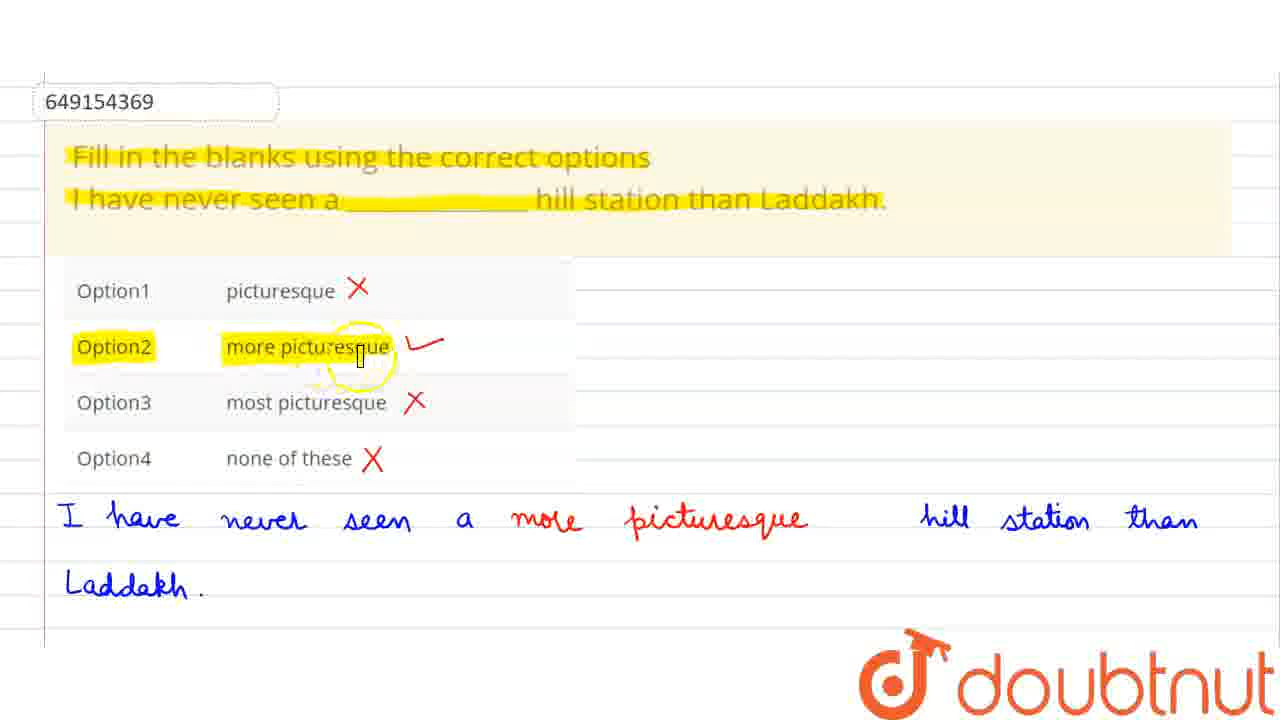 649154369
Fill in the blanks using the correct options
I have never seen a ______________ hill station than Laddakh.
Option1 picturesque
Option2 more picturesque
Option3 most picturesque
Option4 none of these
I have never seen a more picturesque hill station than
Laddakh.
doubtnut